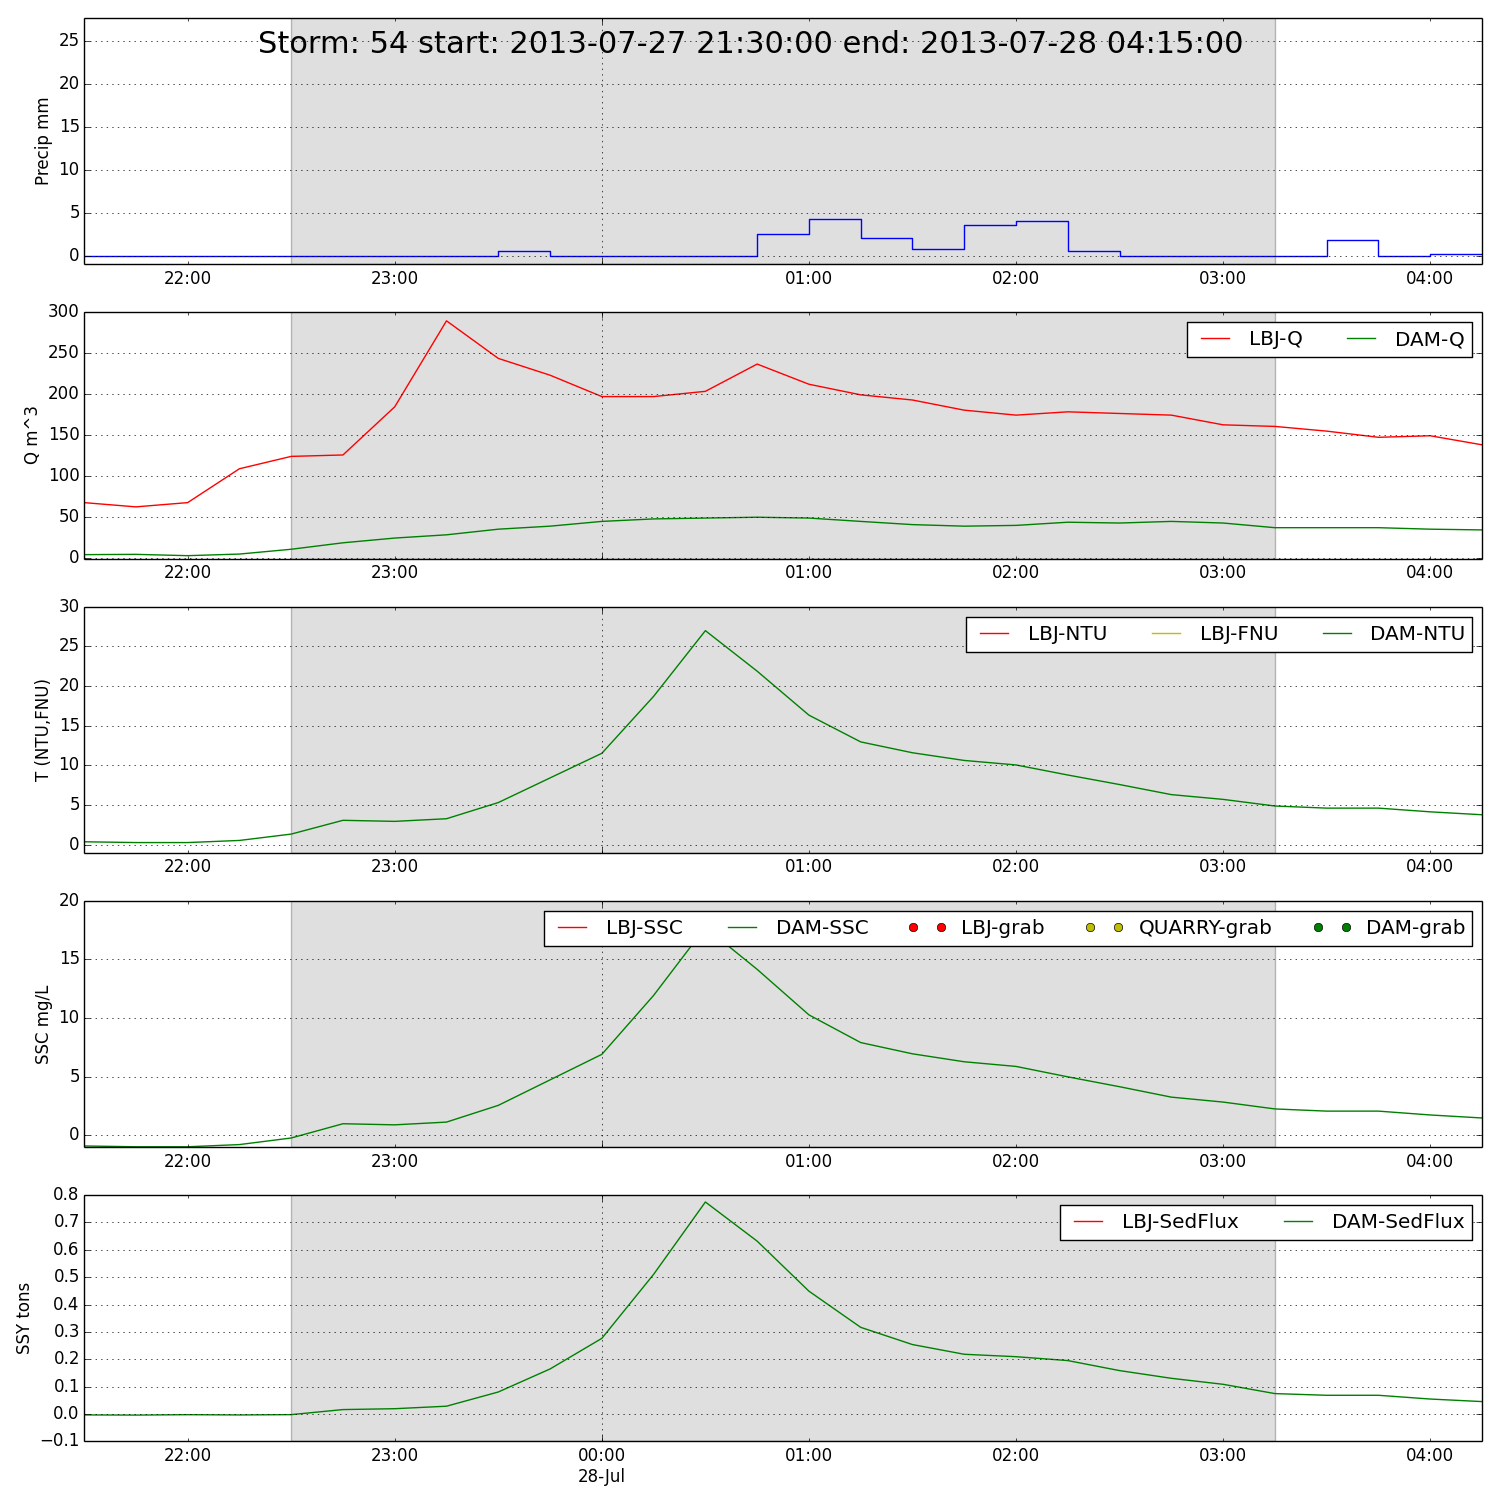 Storm: 54 start: 2013-07-27 21:30:00 end: 2013-07-28 04:15:00
Precip mm
25
20
15
10
5
0
22:00 23:00 01:00 02:00 03:00 04:00
Q m^3
300
250
200
150
100
50
0
LBJ-Q DAM-Q
22:00 23:00 01:00 02:00 03:00 04:00
T (NTU,FNU)
30
25
20
15
10
5
0
LBJ-NTU LBJ-FNU DAM-NTU
22:00 23:00 01:00 02:00 03:00 04:00
SSC mg/L
20
15
10
5
0
LBJ-SSC DAM-SSC LBJ-grab QUARRY-grab DAM-grab
22:00 23:00 01:00 02:00 03:00 04:00
SSY tons
0.8
0.7
0.6
0.5
0.4
0.3
0.2
0.1
0.0
−0.1
LBJ-SedFlux DAM-SedFlux
22:00 23:00 00:00 01:00 02:00 03:00 04:00
28-Jul